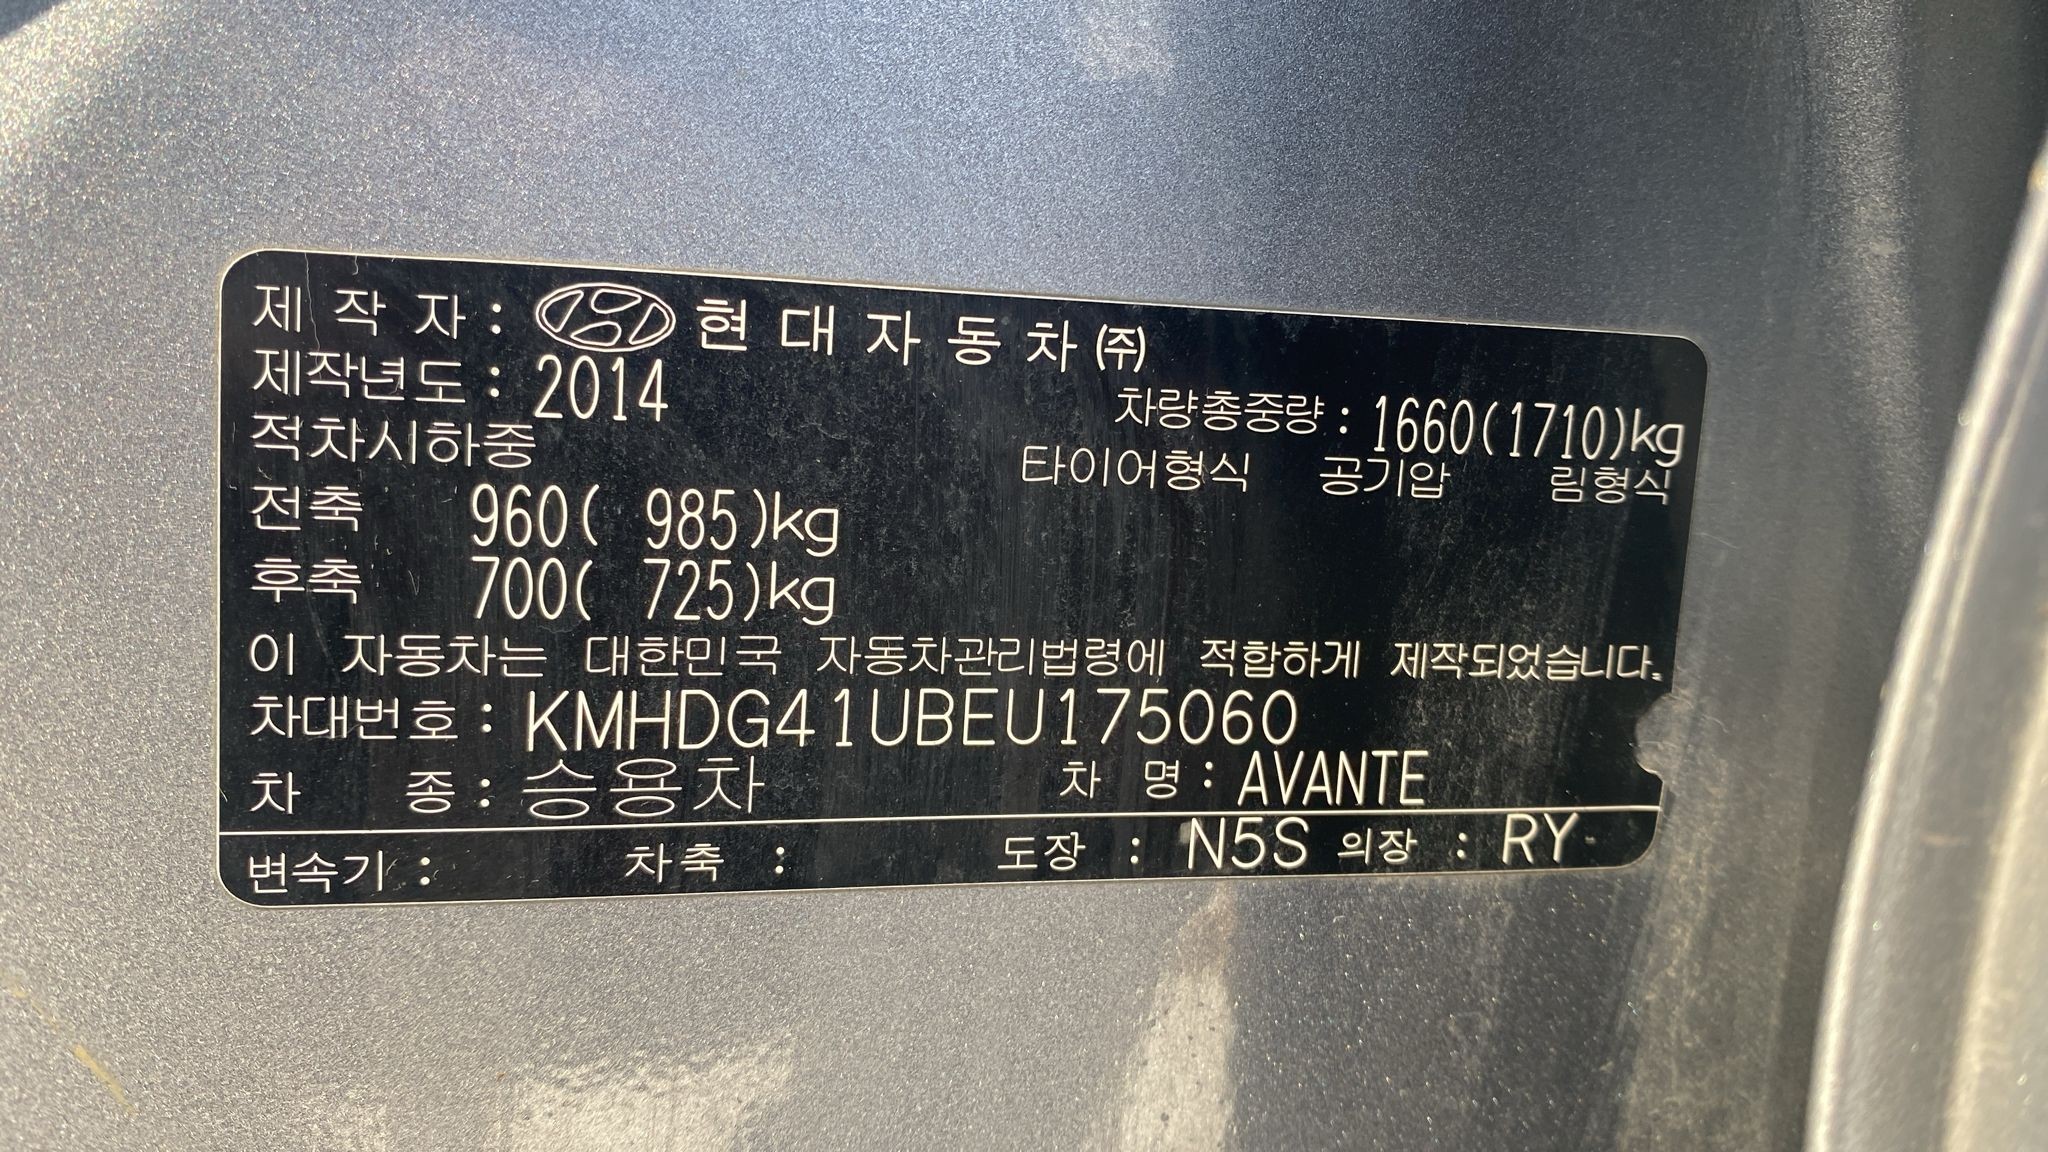 제 작 자 : 현 대 자 동 차 ㈜
제작년도 : 2014
차량총중량 : 1660(1710)kg
적차시하중
타이어형식 공기압 림형식
전축 960( 985)kg
후축 700( 725)kg
이 자동차는 대한민국 자동차관리법령에 적합하게 제작되었습니다.
차대번호 : KMHDG41UBEU175060
차 종 : 승용차 차 명 : AVANTE
변속기 : 차축 : 도장 : N5S 의장 : RY